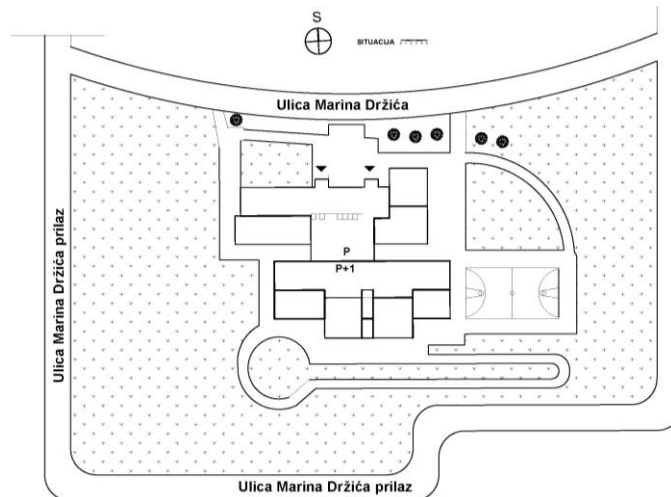 S
SITUACIJA
Ulica Marina Držića
Ulica Marina Držića prilaz
P
P+1
Ulica Marina Držića prilaz